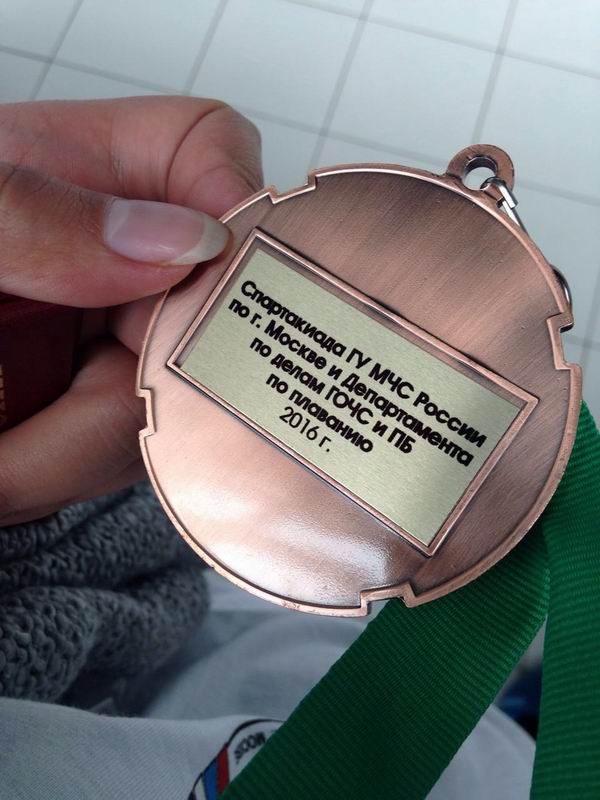 Спартакиада ГУ МЧС России
по г. Москве и Департамента
по делам ГОЧС и ПБ
по плаванию
2016 г.